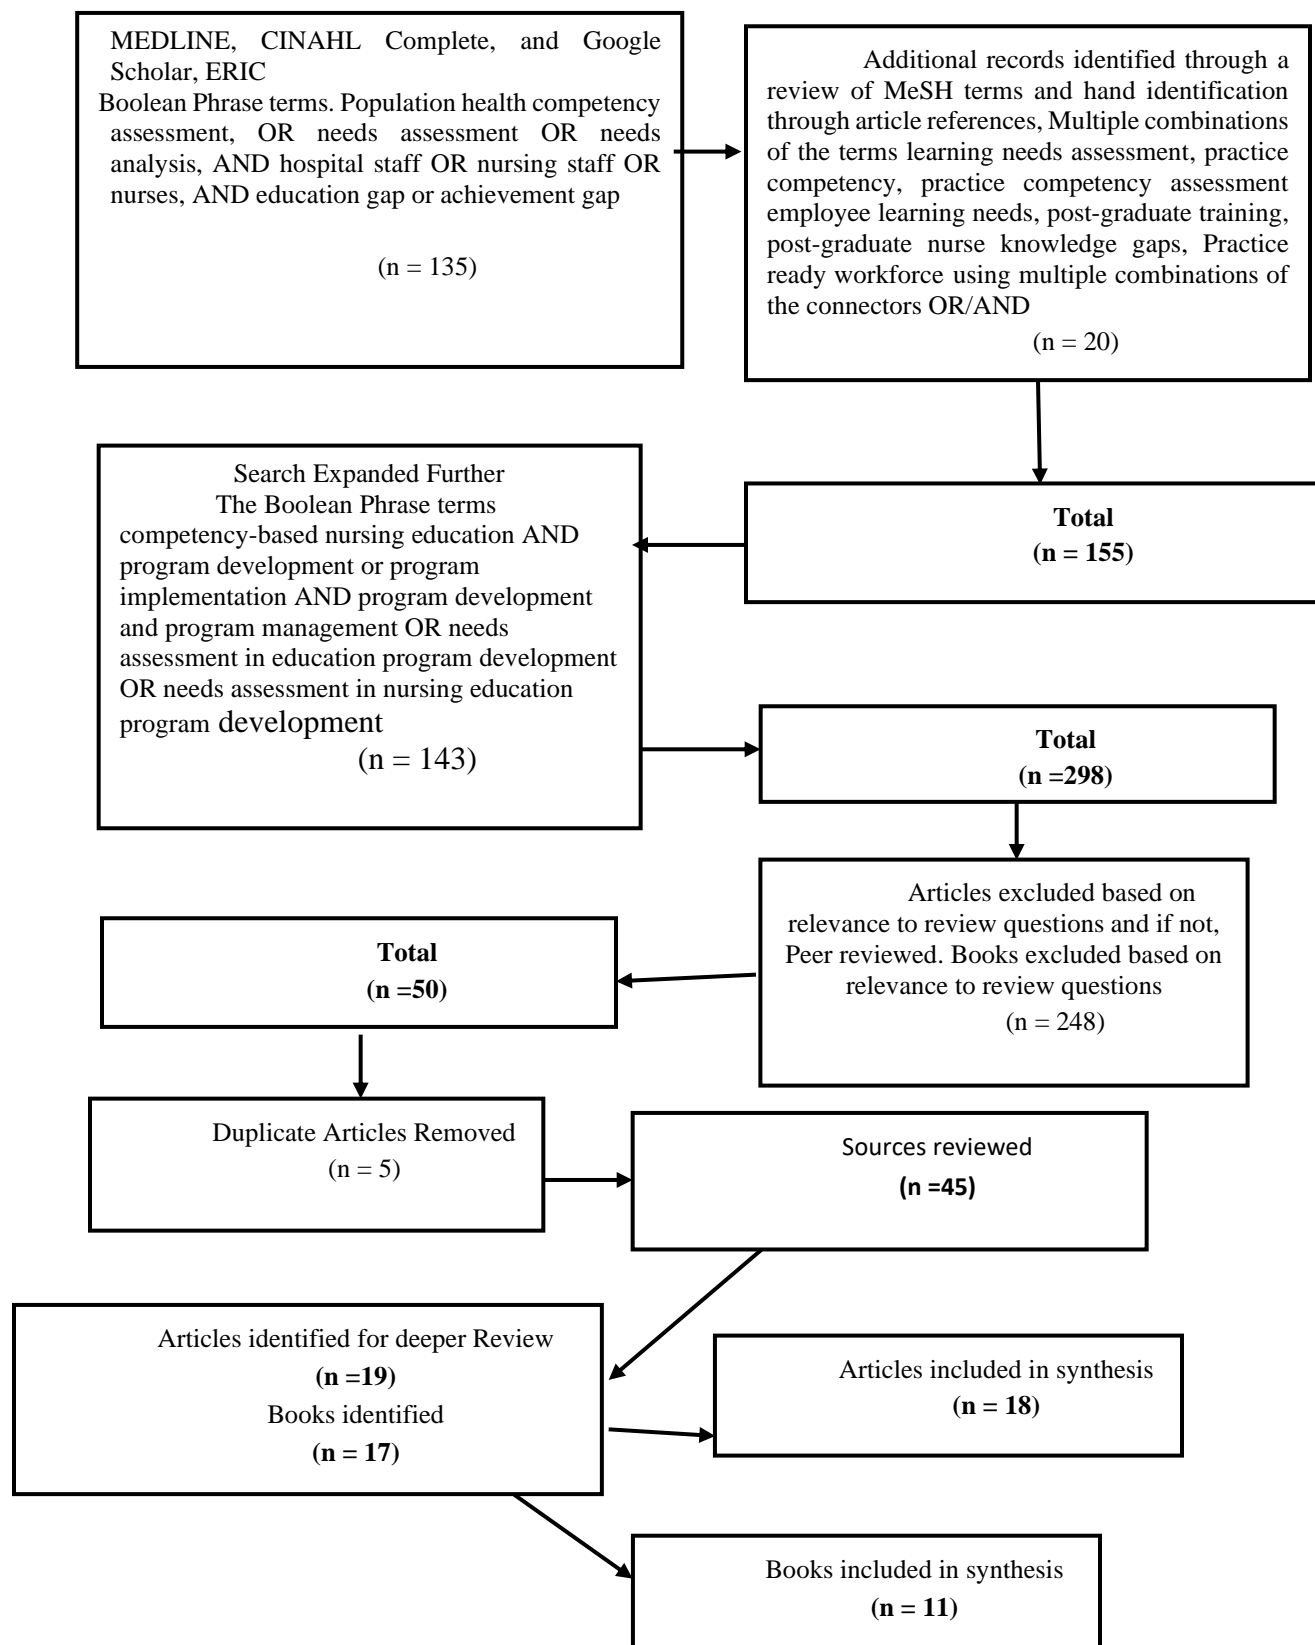 MEDLINE, CINAHL Complete, and Google
Scholar, ERIC
Boolean Phrase terms. Population health competency
assessment, OR needs assessment OR needs
analysis, AND hospital staff OR nursing staff OR
nurses, AND education gap or achievement gap
(n = 135)
Additional records identified through a
review of MeSH terms and hand identification
through article references, Multiple combinations
of the terms learning needs assessment, practice
competency, practice competency assessment
employee learning needs, post-graduate training,
post-graduate nurse knowledge gaps, Practice
ready workforce using multiple combinations of
the connectors OR/AND
(n = 20)
Total
(n = 155)
Search Expanded Further
The Boolean Phrase terms
competency-based nursing education AND
program development or program
implementation AND program development
and program management OR needs
assessment in education program development
OR needs assessment in nursing education
program development
(n = 143)
Total
(n =298)
Articles excluded based on
relevance to review questions and if not,
Peer reviewed. Books excluded based on
relevance to review questions
(n = 248)
Total
(n =50)
Duplicate Articles Removed
(n = 5)
Sources reviewed
(n =45)
Articles identified for deeper Review
(n =19)
Books identified
(n = 17)
Articles included in synthesis
(n = 18)
Books included in synthesis
(n = 11)